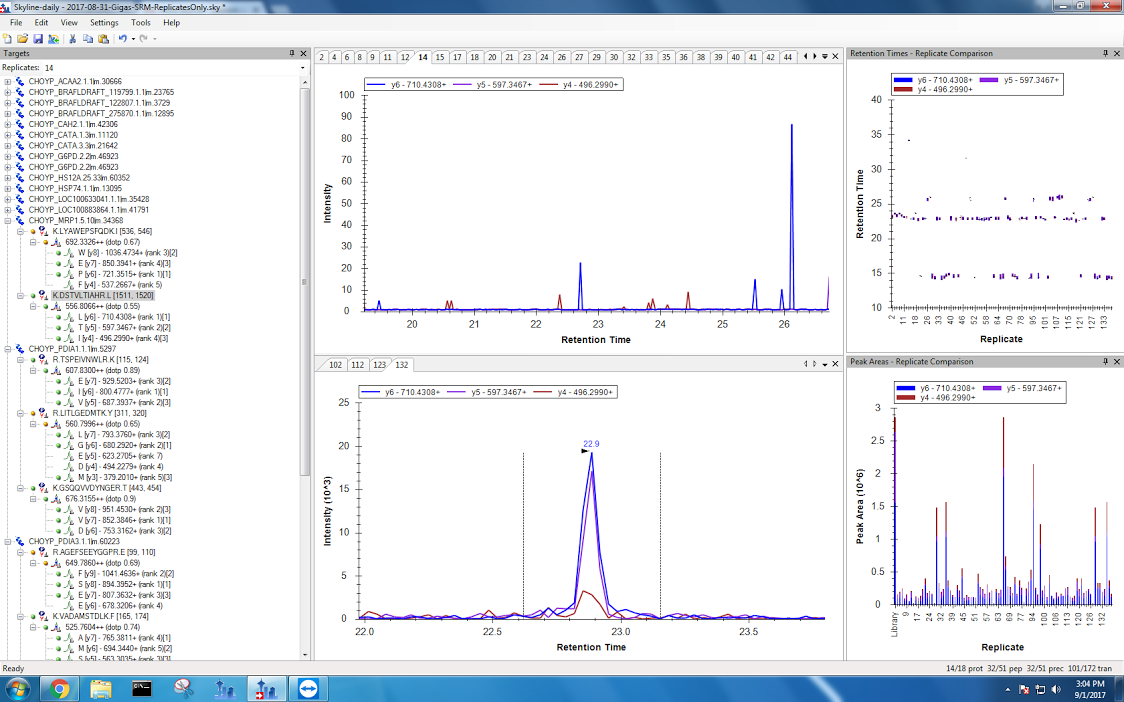 Skyline-daily - 2017-08-31-Gigas-SRM-ReplicatesOnly.sky *
File Edit View Settings Tools Help
Targets
Replicates: 14
CHOYP_ACAA2.1.1|m.30666
CHOYP_BRAFLDRAFT_119799.1.1|m.23765
CHOYP_BRAFLDRAFT_122807.1.1|m.3729
CHOYP_BRAFLDRAFT_275870.1.1|m.12895
CHOYP_CAH2.1.1|m.42306
CHOYP_CATA.1.3|m.11120
CHOYP_CATA.3.3|m.21642
CHOYP_G6PD.2.2|m.46923
CHOYP_G6PD.2.2|m.46923
CHOYP_HS12A.25.33|m.60352
CHOYP_HSP74.1.1|m.13095
CHOYP_LOC100633041.1.1|m.35428
CHOYP_LOC100883864.1.1|m.41791
CHOYP_MRP1.5.10|m.34368
K.LYAWEPSFQDK.I [536, 546]
692.3326++ (dotp 0.67)
W [y8] - 1036.4734+ (rank 3)[2]
E [y7] - 850.3941+ (rank 4)[3]
P [y6] - 721.3515+ (rank 1)[1]
F [y4] - 537.2667+ (rank 5)
K.DSTVLTIAHR.L [1511, 1520]
556.8066++ (dotp 0.55)
L [y6] - 710.4308+ (rank 1)[1]
T [y5] - 597.3467+ (rank 2)[2]
I [y4] - 496.2990+ (rank 4)[3]
CHOYP_PDIA1.1.1|m.5297
R.TSPEIVNWLR.K [115, 124]
607.8300++ (dotp 0.89)
E [y7] - 929.5203+ (rank 3)[2]
I [y6] - 800.4777+ (rank 1)[1]
V [y5] - 687.3937+ (rank 2)[3]
R.LITLGEDMTK.Y [311, 320]
560.7996++ (dotp 0.65)
L [y7] - 793.3760+ (rank 3)[2]
G [y6] - 680.2920+ (rank 2)[1]
E [y5] - 623.2705+ (rank 7)
D [y4] - 494.2279+ (rank 4)
M [y3] - 379.2010+ (rank 5)[3]
K.GSQQVVDYNGER.T [443, 454]
676.3155++ (dotp 0.9)
V [y8] - 951.4530+ (rank 2)[3]
V [y7] - 852.3846+ (rank 1)[1]
D [y6] - 753.3162+ (rank 3)[2]
CHOYP_PDIA3.1.1|m.60223
R.AGEFSEEYGGPR.E [99, 110]
649.7860++ (dotp 0.69)
F [y9] - 1041.4636+ (rank 2)[2]
S [y8] - 894.3952+ (rank 1)[1]
E [y7] - 807.3632+ (rank 3)[3]
E [y6] - 678.3206+ (rank 4)
K.VADAMSTDLK.F [165, 174]
525.7604++ (dotp 0.74)
A [y7] - 765.3811+ (rank 4)[1]
M [y6] - 694.3440+ (rank 5)[2]
S [y5] - 563.3035+ (rank 3)[3]
2 4 6 8 9 11 12 14 15 17 18 20 21 23 24 26 27 29 30 32 33 35 36 38 39 40 41 42 44
y6 - 710.4308+ y5 - 597.3467+ y4 - 496.2990+
Intensity
100
90
80
70
60
50
40
30
20
10
0
20 21 22 23 24 25 26
Retention Time
102 112 123 132
y6 - 710.4308+ y5 - 597.3467+ y4 - 496.2990+
Intensity (10^3)
25
20
15
10
5
0
22.9
22.0 22.5 23.0 23.5
Retention Time
Retention Times - Replicate Comparison
y6 - 710.4308+ y5 - 597.3467+
y4 - 496.2990+
Retention Time
40
35
30
25
20
15
10
2 11 18 26 33 40 46 52 58 64 70 79 85 95 101 107 115 121 127 133
Replicate
Peak Areas - Replicate Comparison
y6 - 710.4308+ y5 - 597.3467+
y4 - 496.2990+
Peak Area (10^6)
3
2.5
2
1.5
1
0.5
0
Library 9 17 24 32 39 45 51 57 63 69 77 84 94 100 106 113 120 126 132
Replicate
Ready
14/18 prot 32/51 pep 32/51 prec 101/172 tran
3:04 PM
9/1/2017